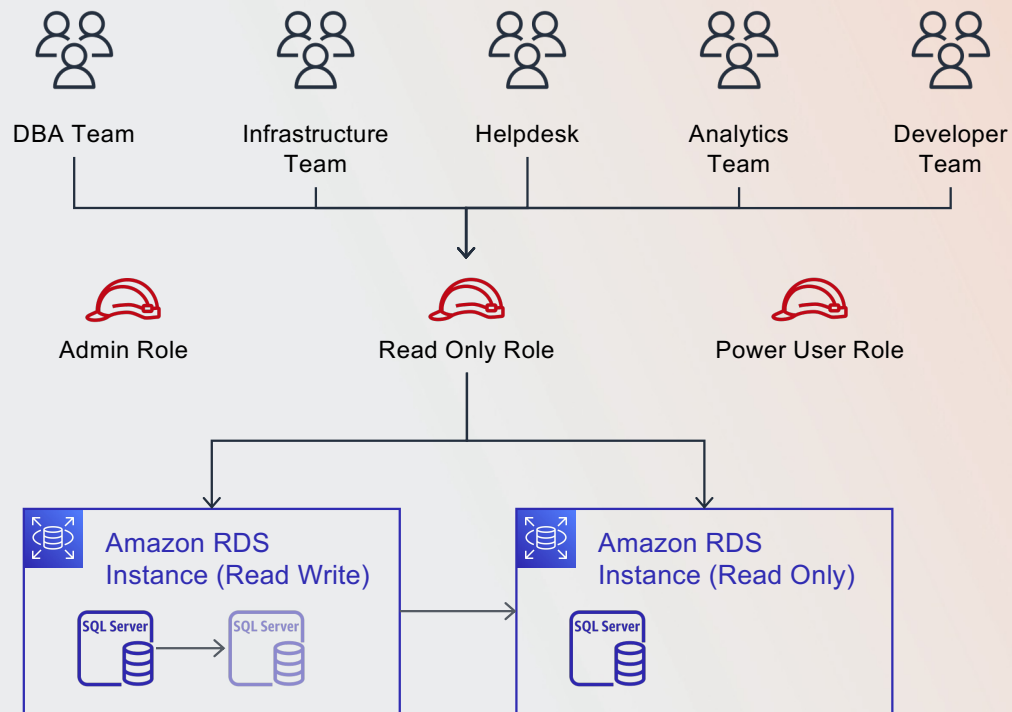 DBA Team
Infrastructure
Team
Helpdesk
Analytics
Team
Developer
Team
Admin Role
Read Only Role
Power User Role
Amazon RDS
Instance (Read Write)
SQL Server
SQL Server
Amazon RDS
Instance (Read Only)
SQL Server